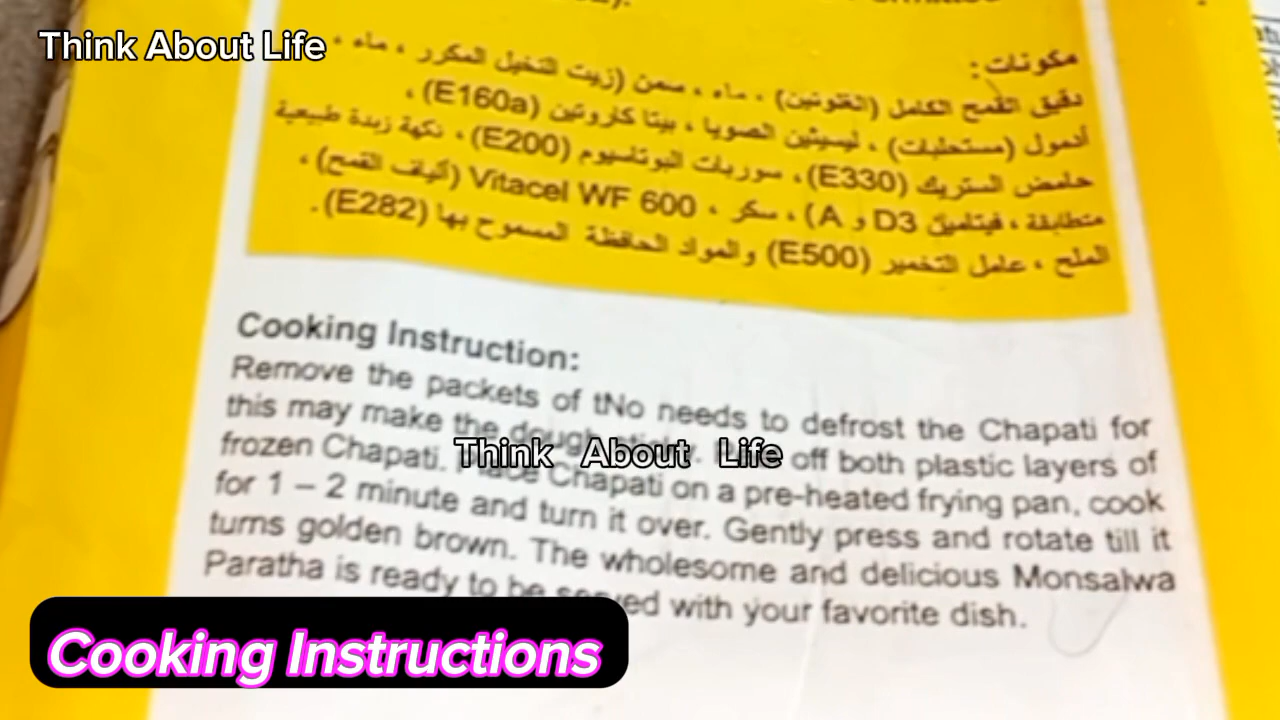 Think About Life
مكونات:
دقيق القمح الكامل (الغلوتين) ، ماء ، سمن (زيت النخيل المكرر ، ماء ،
أدمول (مستحلبات) ، ليسيثين الصويا ، بيتا كاروتين (E160a) ،
حامض الستريك (E330) ، سوربات البوتاسيوم (E200) ، نكهة زبدة طبيعية
متطابقة ، فيتامين D3 و A) ، سكر ، Vitacel WF 600 (ألياف القمح) ،
الملح ، عامل التخمير (E500) والمواد الحافظة المسموح بها (E282).
Cooking Instruction:
Remove the packets of tNo needs to defrost the Chapati for
this may make the dough off both plastic layers of
frozen Chapati. Place Chapati on a pre-heated frying pan, cook
for 1 – 2 minute and turn it over. Gently press and rotate till it
turns golden brown. The wholesome and delicious Monsalwa
Paratha is ready to be served with your favorite dish.
Think About Life
Cooking Instructions